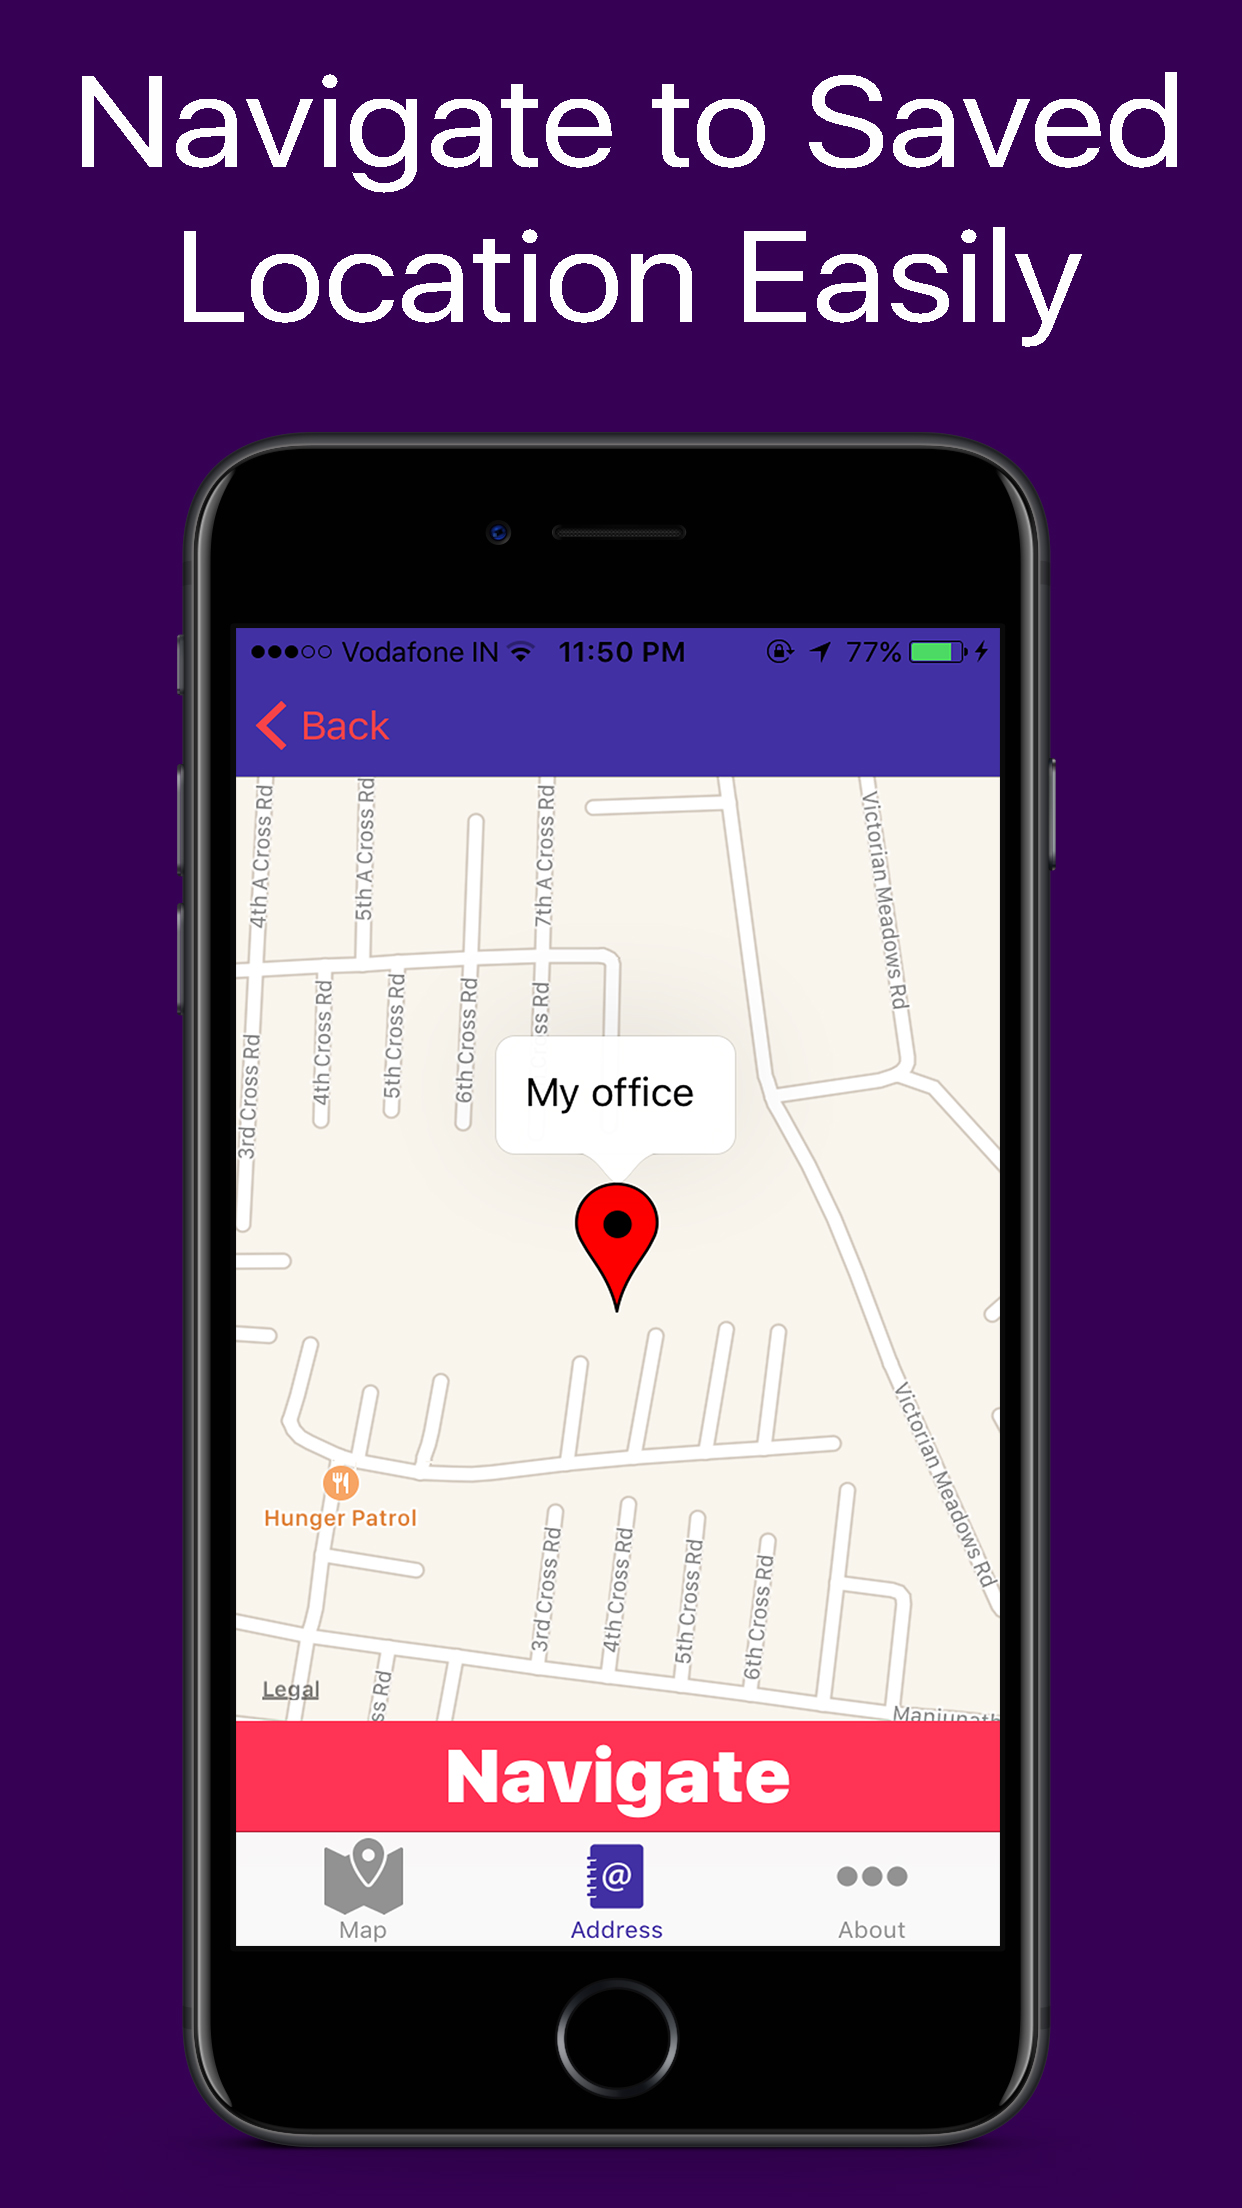 Navigate to Saved
Location Easily
Vodafone IN 11:50 PM 77%
Back
4th A Cross Rd
5th A Cross Rd
7th A Cross Rd
Victorian Meadows Rd
3rd Cross Rd
4th Cross Rd
5th Cross Rd
6th Cross Rd
ss Rd
My office
Victorian Meadows Rd
Hunger Patrol
3rd Cross Rd
4th Cross Rd
5th Cross Rd
6th Cross Rd
ss Rd
Legal
Manjunath
Navigate
@
Map
Address
About